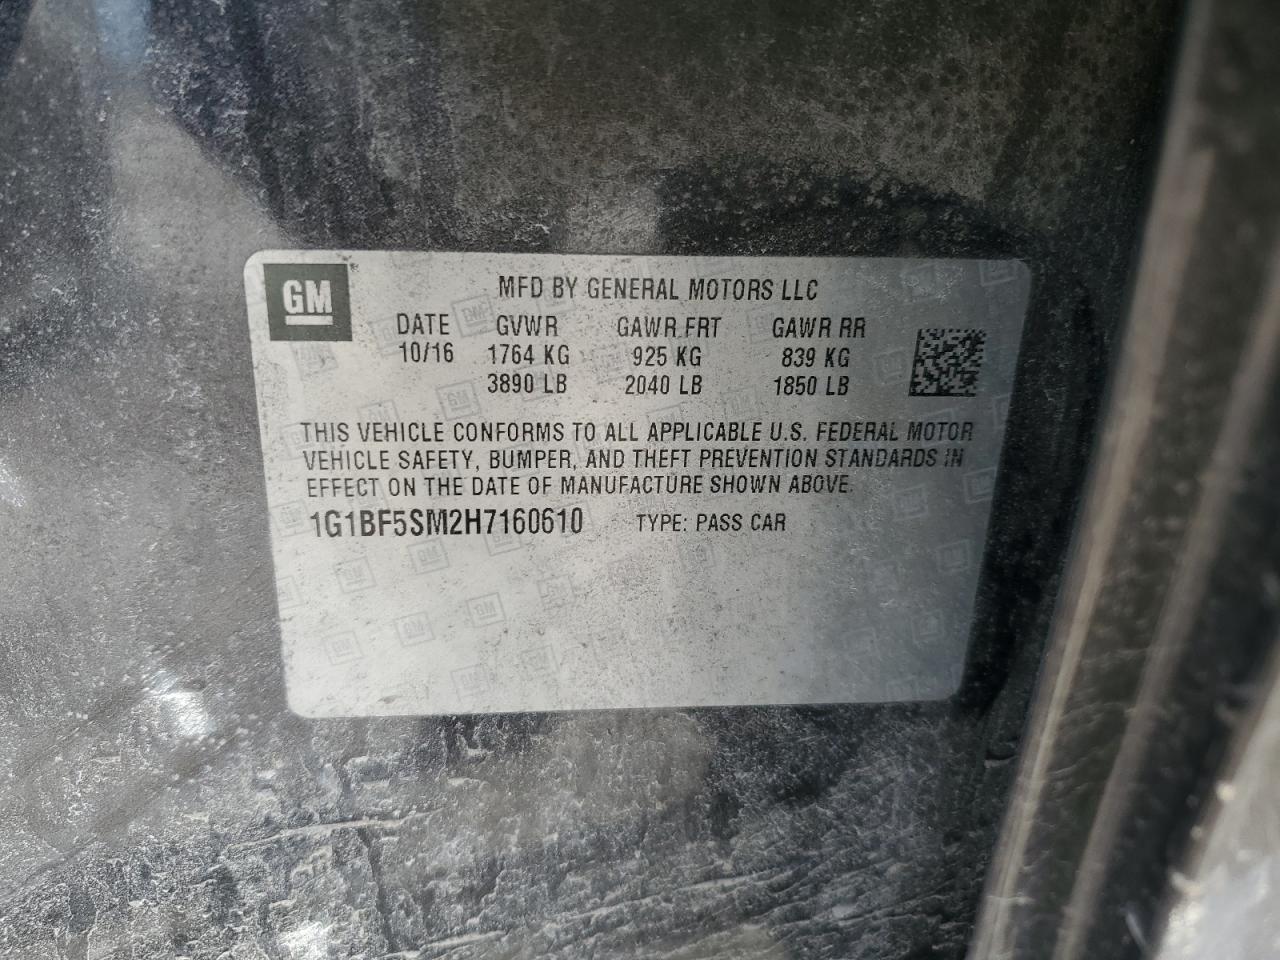 GM
MFD BY GENERAL MOTORS LLC
DATE GVWR GAWR FRT GAWR RR
10/16 1764 KG 925 KG 839 KG
3890 LB 2040 LB 1850 LB
THIS VEHICLE CONFORMS TO ALL APPLICABLE U.S. FEDERAL MOTOR
VEHICLE SAFETY, BUMPER, AND THEFT PREVENTION STANDARDS IN
EFFECT ON THE DATE OF MANUFACTURE SHOWN ABOVE.
1G1BF5SM2H7160610 TYPE: PASS CAR